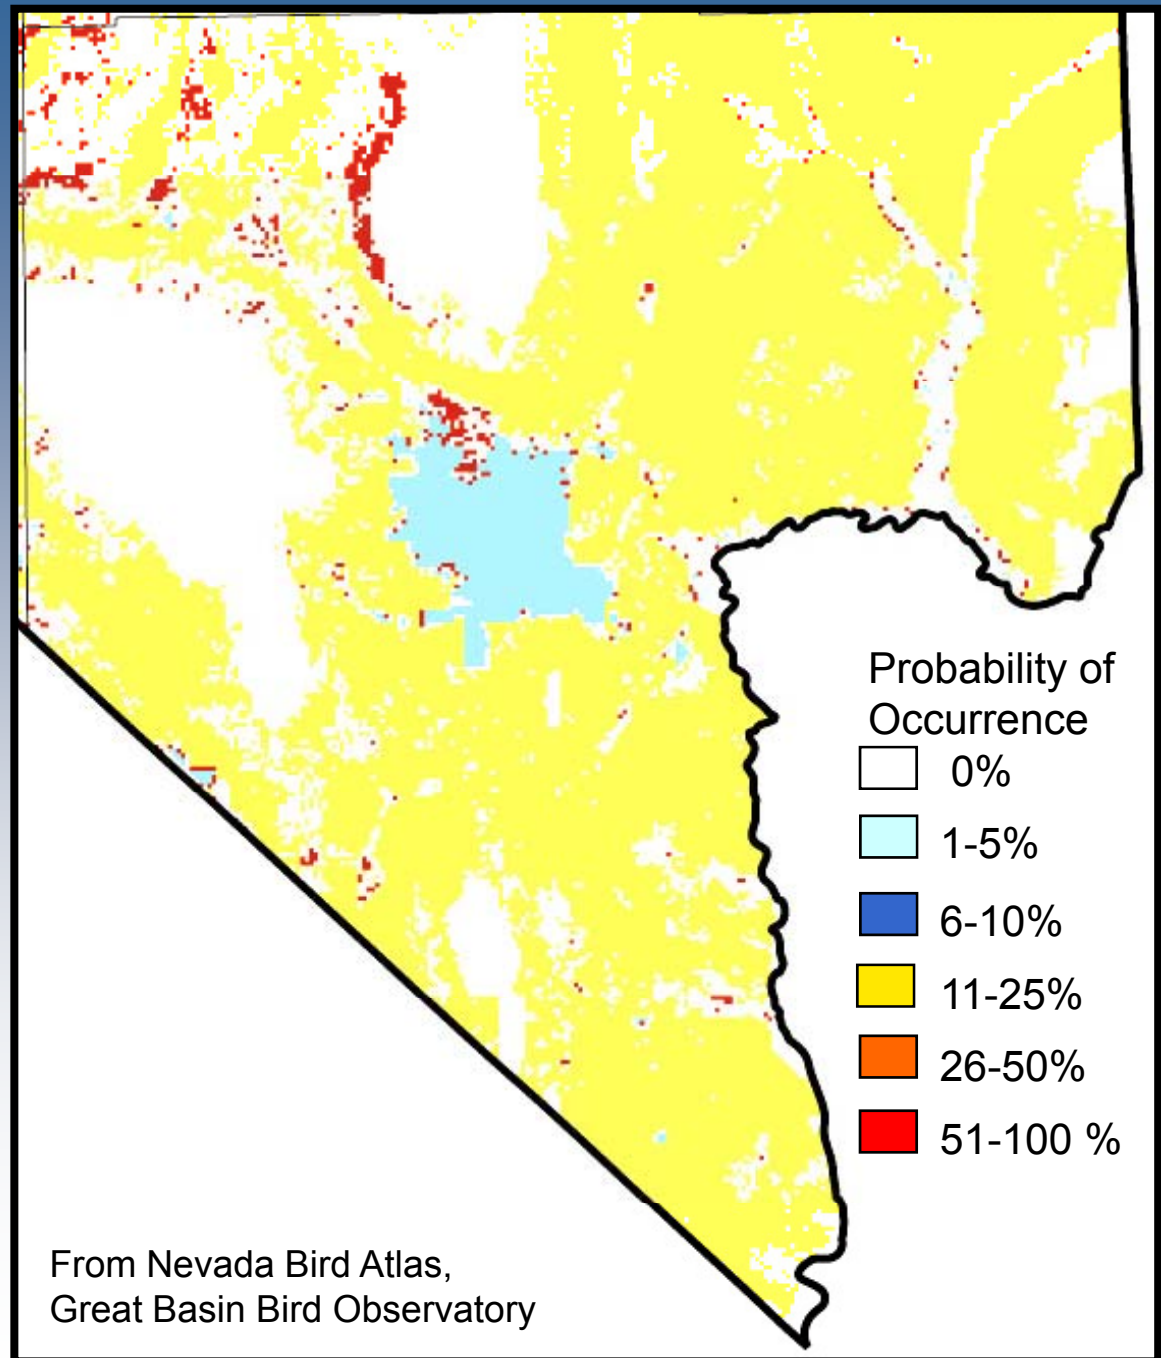 Probability of
Occurrence
0%
1-5%
6-10%
11-25%
26-50%
51-100 %
From Nevada Bird Atlas,
Great Basin Bird Observatory